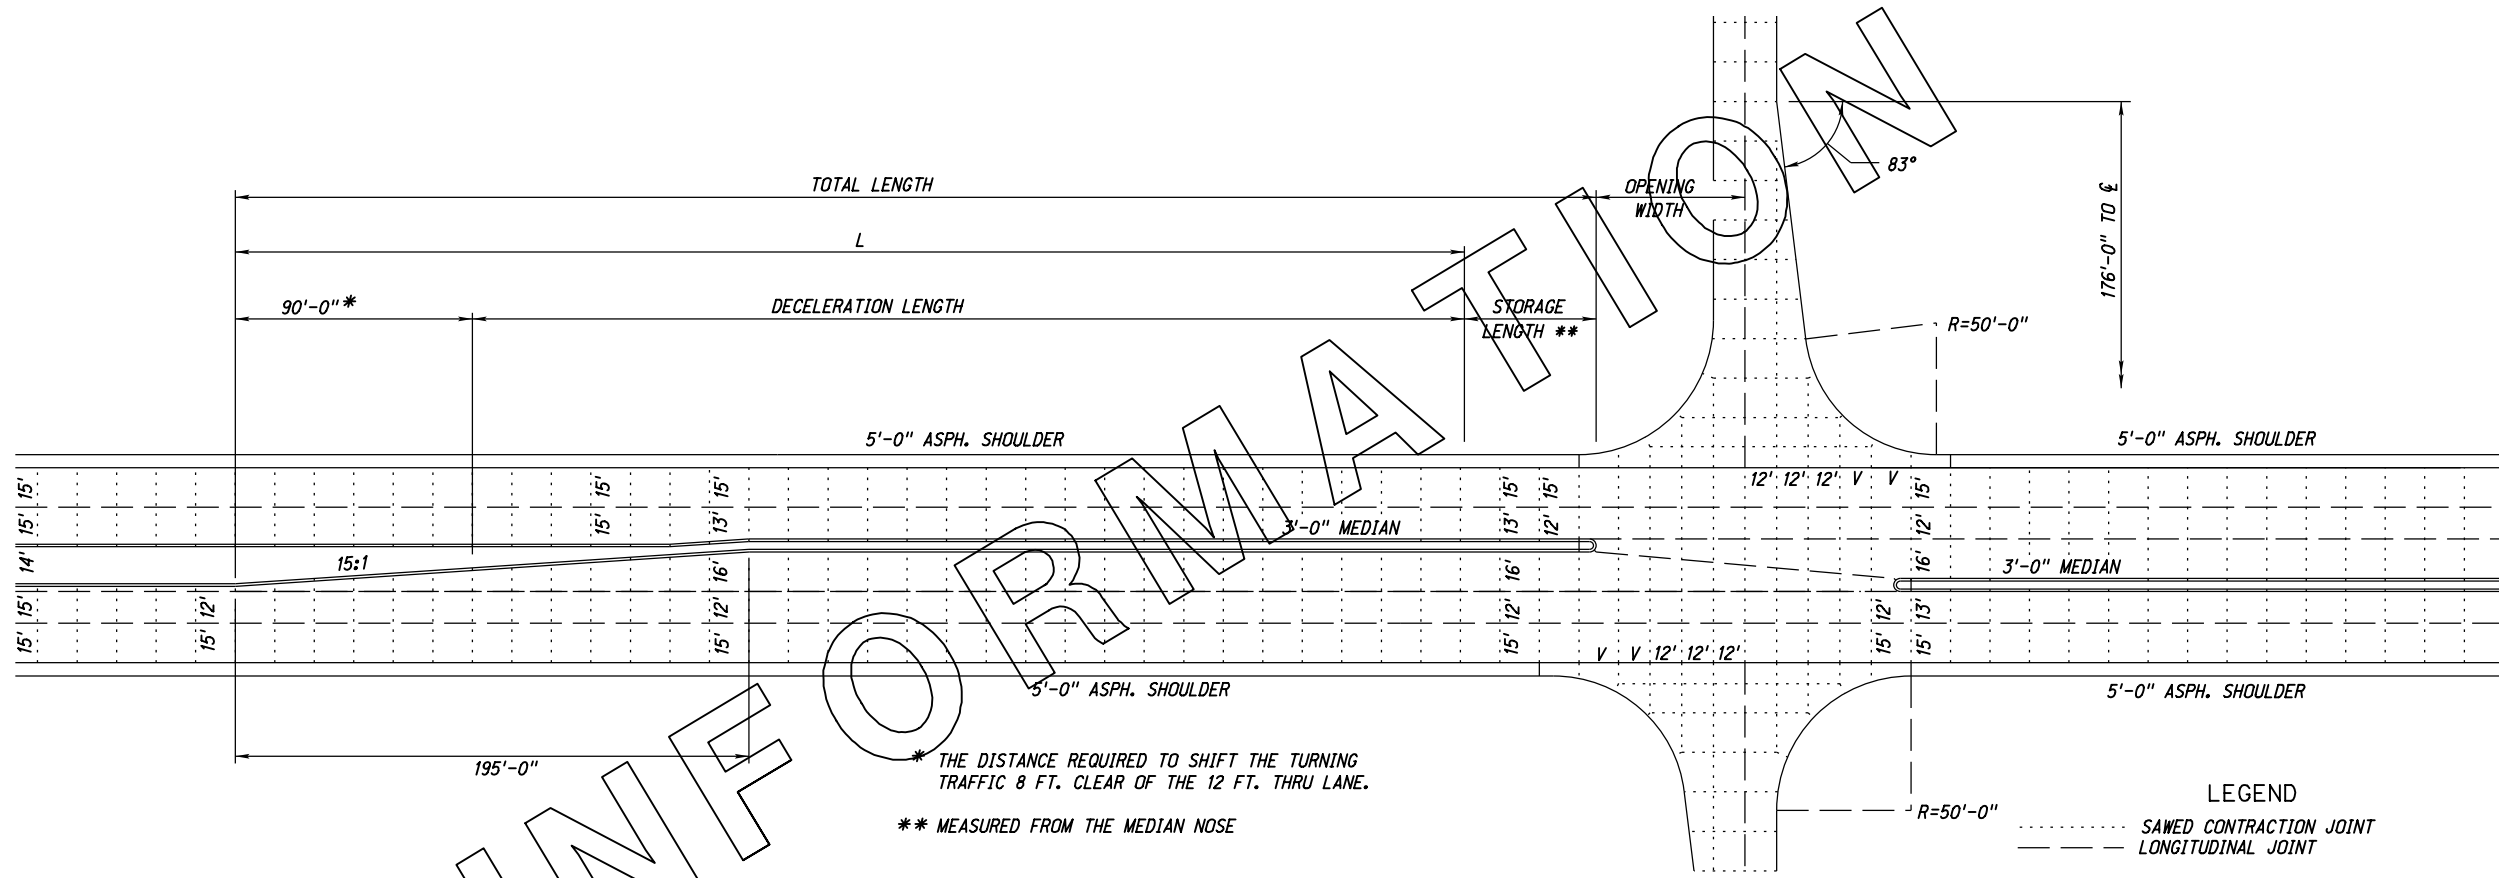 TOTAL LENGTH
OPENING
WIDTH
L
90'-0"*
DECELERATION LENGTH
STORAGE
LENGTH **
83°
176'-0" TO ℄
R=50'-0"
5'-0" ASPH. SHOULDER
5'-0" ASPH. SHOULDER
15'
15'
15'
15'
15'
12' 12' 12' V V
15'
15'
15'
13'
13'
12'
12'
3'-0" MEDIAN
14'
15:1
16'
16'
16'
3'-0" MEDIAN
15'
12'
12'
12'
12'
13'
15'
15'
15'
15'
15'
15'
V V 12' 12' 12'
5'-0" ASPH. SHOULDER
5'-0" ASPH. SHOULDER
195'-0"
* THE DISTANCE REQUIRED TO SHIFT THE TURNING
TRAFFIC 8 FT. CLEAR OF THE 12 FT. THRU LANE.
** MEASURED FROM THE MEDIAN NOSE
R=50'-0"
LEGEND
SAWED CONTRACTION JOINT
LONGITUDINAL JOINT
INFORMATION